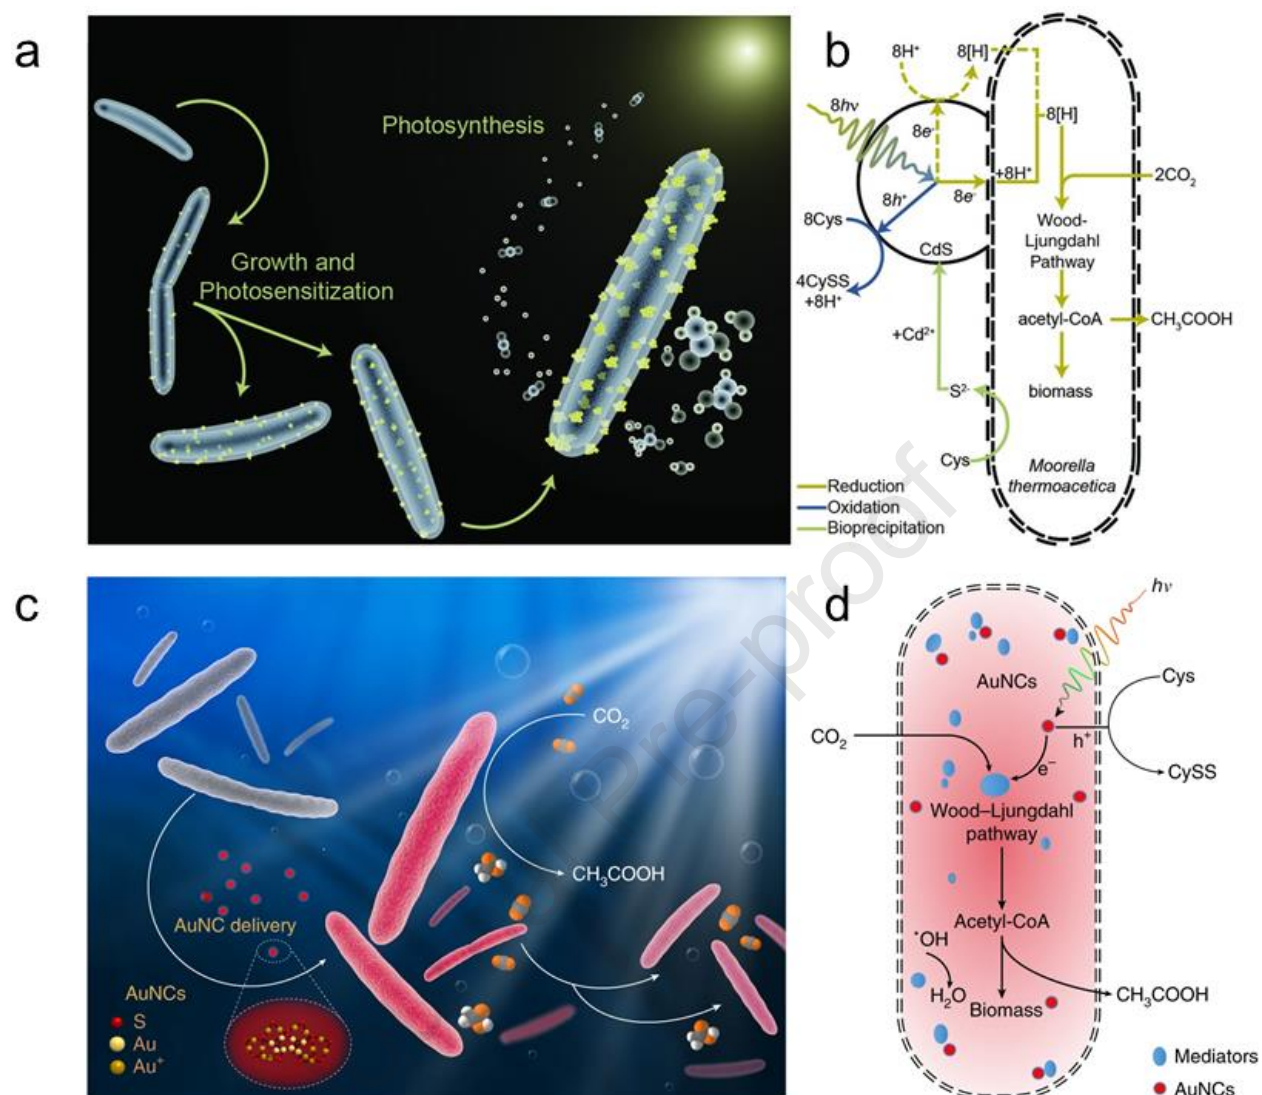 a
Photosynthesis
Growth and
Photosensitization
b
8H⁺
8[H]
8hν
8e⁻
8[H]
+8H⁺
8h⁺
8e⁻
2CO₂
8Cys
CdS
4CySS
+8H⁺
Wood-
Ljungdahl
Pathway
+Cd²⁺
acetyl-CoA
CH₃COOH
S²⁻
biomass
Cys
Moorella
thermoacetica
Reduction
Oxidation
Bioprecipitation
c
CO₂
CH₃COOH
AuNC delivery
AuNCs
S
Au
Au⁺
d
hν
AuNCs
Cys
CO₂
h⁺
e⁻
CySS
Wood–Ljungdahl
pathway
Acetyl-CoA
•OH
H₂O
Biomass
CH₃COOH
Mediators
AuNCs
Pre-proof